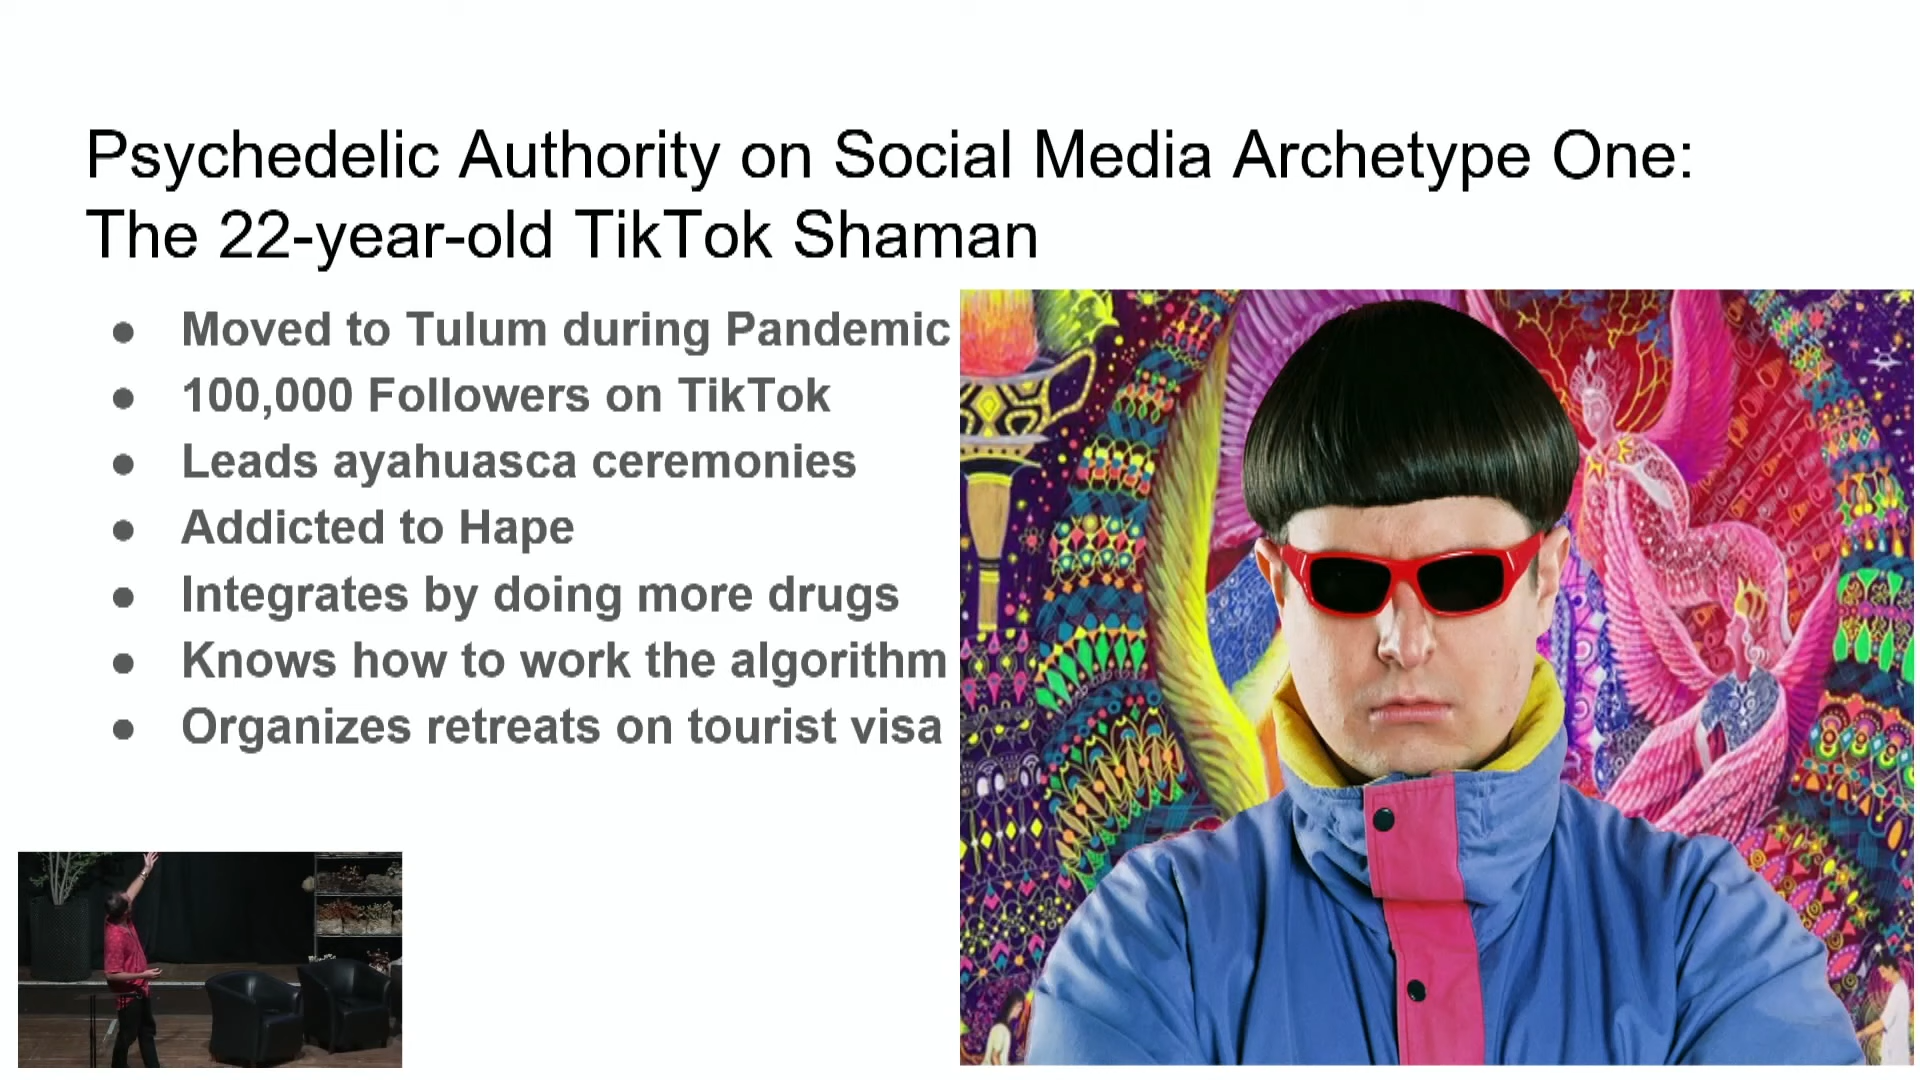 Psychedelic Authority on Social Media Archetype One:
The 22-year-old TikTok Shaman
● Moved to Tulum during Pandemic
● 100,000 Followers on TikTok
● Leads ayahuasca ceremonies
● Addicted to Hape
● Integrates by doing more drugs
● Knows how to work the algorithm
● Organizes retreats on tourist visa